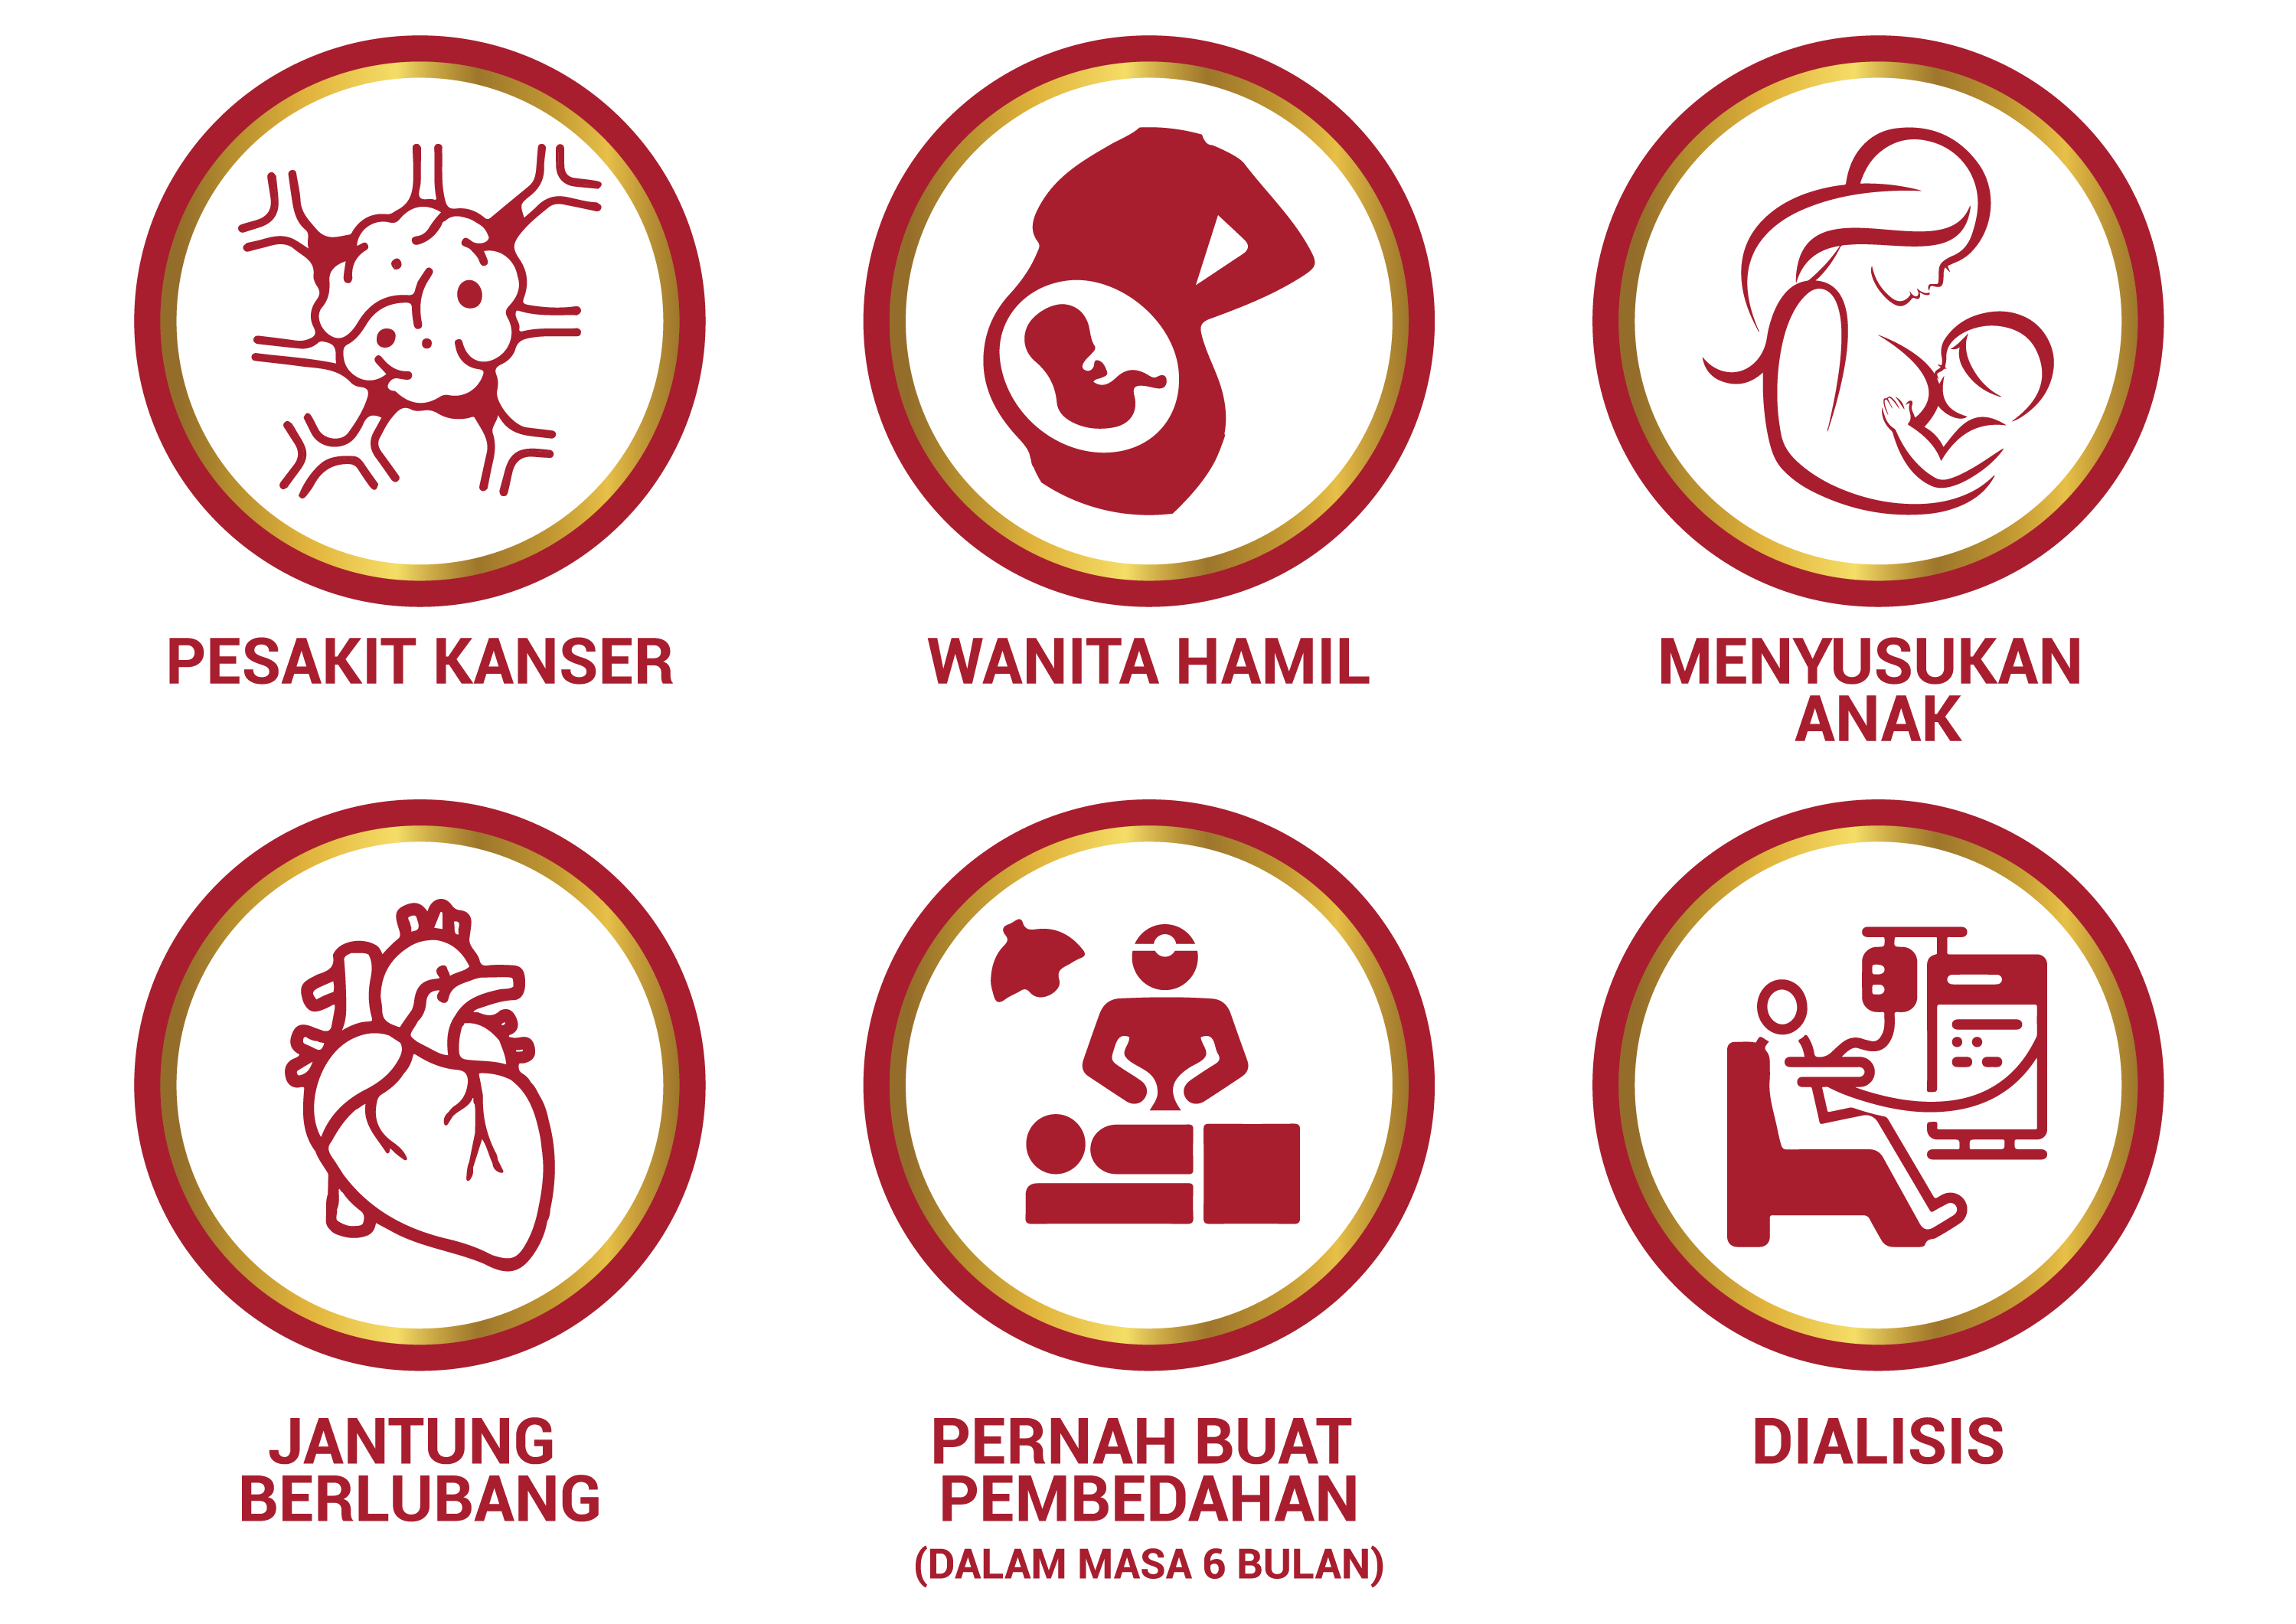 PESAKIT KANSER
WANITA HAMIL
MENYUSUKAN
ANAK
JANTUNG
BERLUBANG
PERNAH BUAT
PEMBEDAHAN
(DALAM MASA 6 BULAN)
DIALISIS